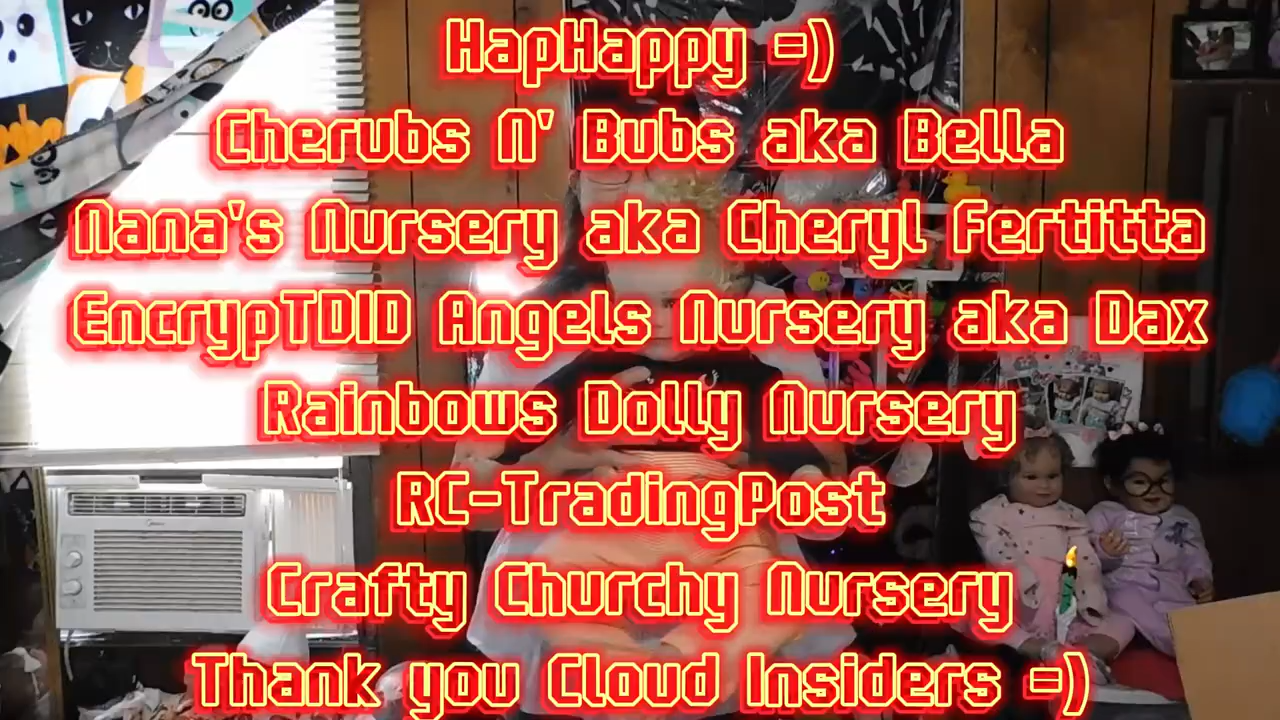 HapHappy =)
Cherubs N' Bubs aka Bella
Nana's Nursery aka Cheryl Fertitta
EncrypTDID Angels Nursery aka Dax
Rainbows Dolly Nursery
RC-TradingPost
Crafty Churchy Nursery
Thank you Cloud Insiders =)